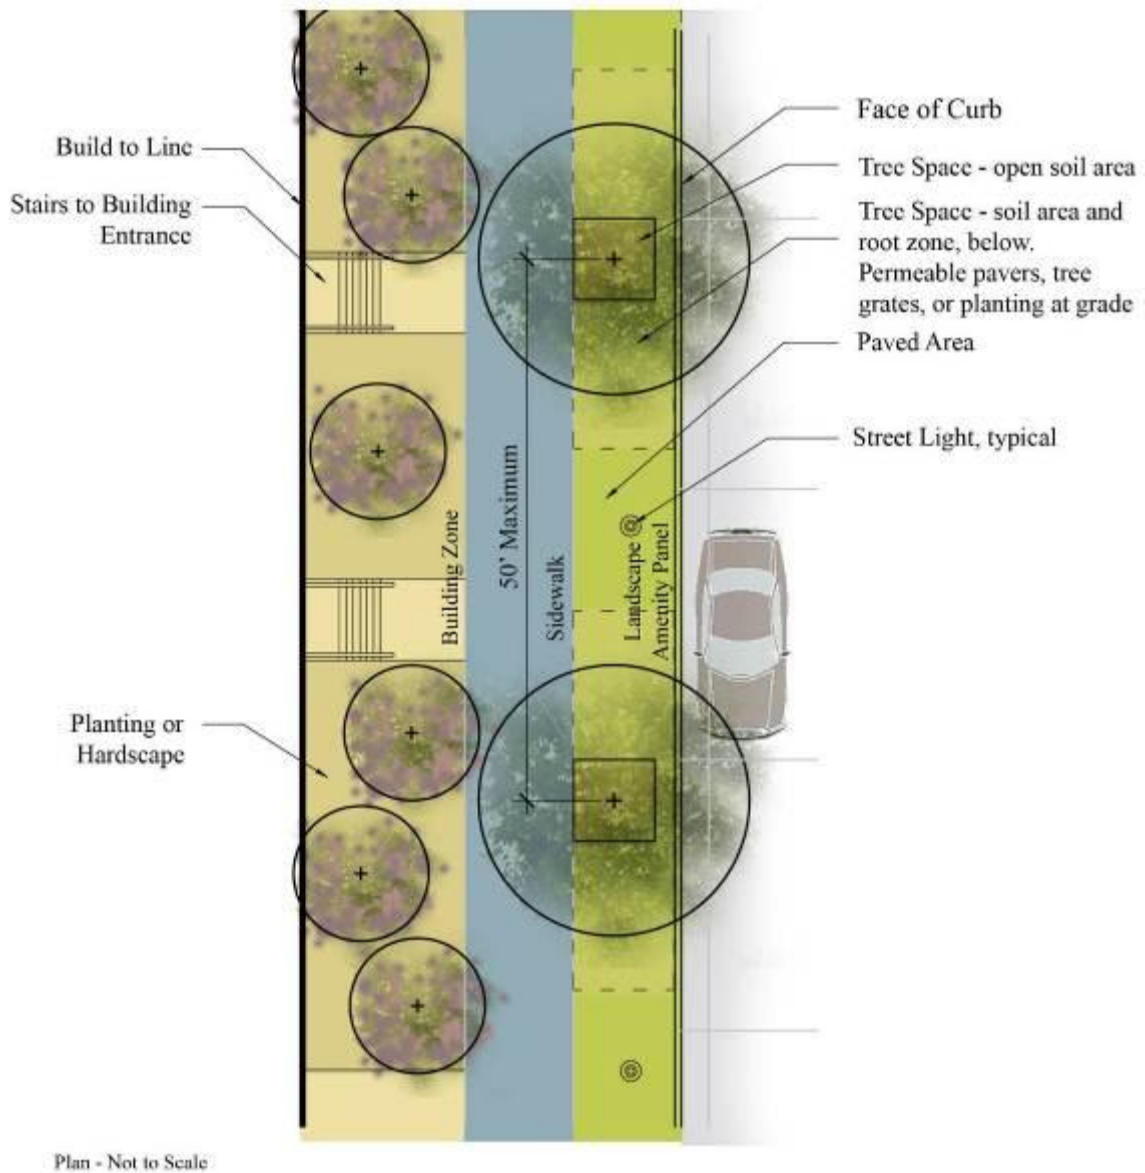 Build to Line
Stairs to Building
Entrance
Planting or
Hardscape
Building Zone
50' Maximum
Sidewalk
Landscape
Amenity Panel
Face of Curb
Tree Space - open soil area
Tree Space - soil area and
root zone, below.
Permeable pavers, tree
grates, or planting at grade
Paved Area
Street Light, typical
Plan - Not to Scale